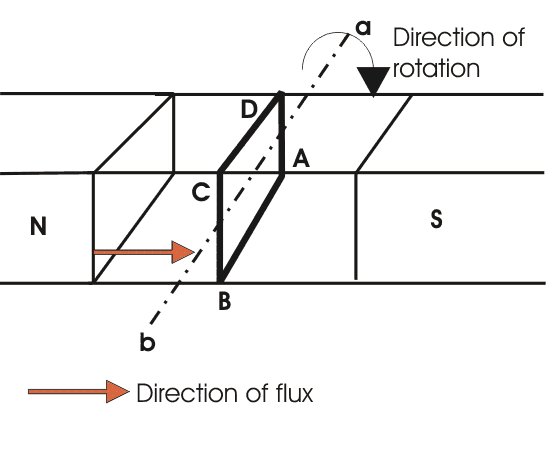 a
Direction of
rotation
D
A
C
N
S
B
b
Direction of flux